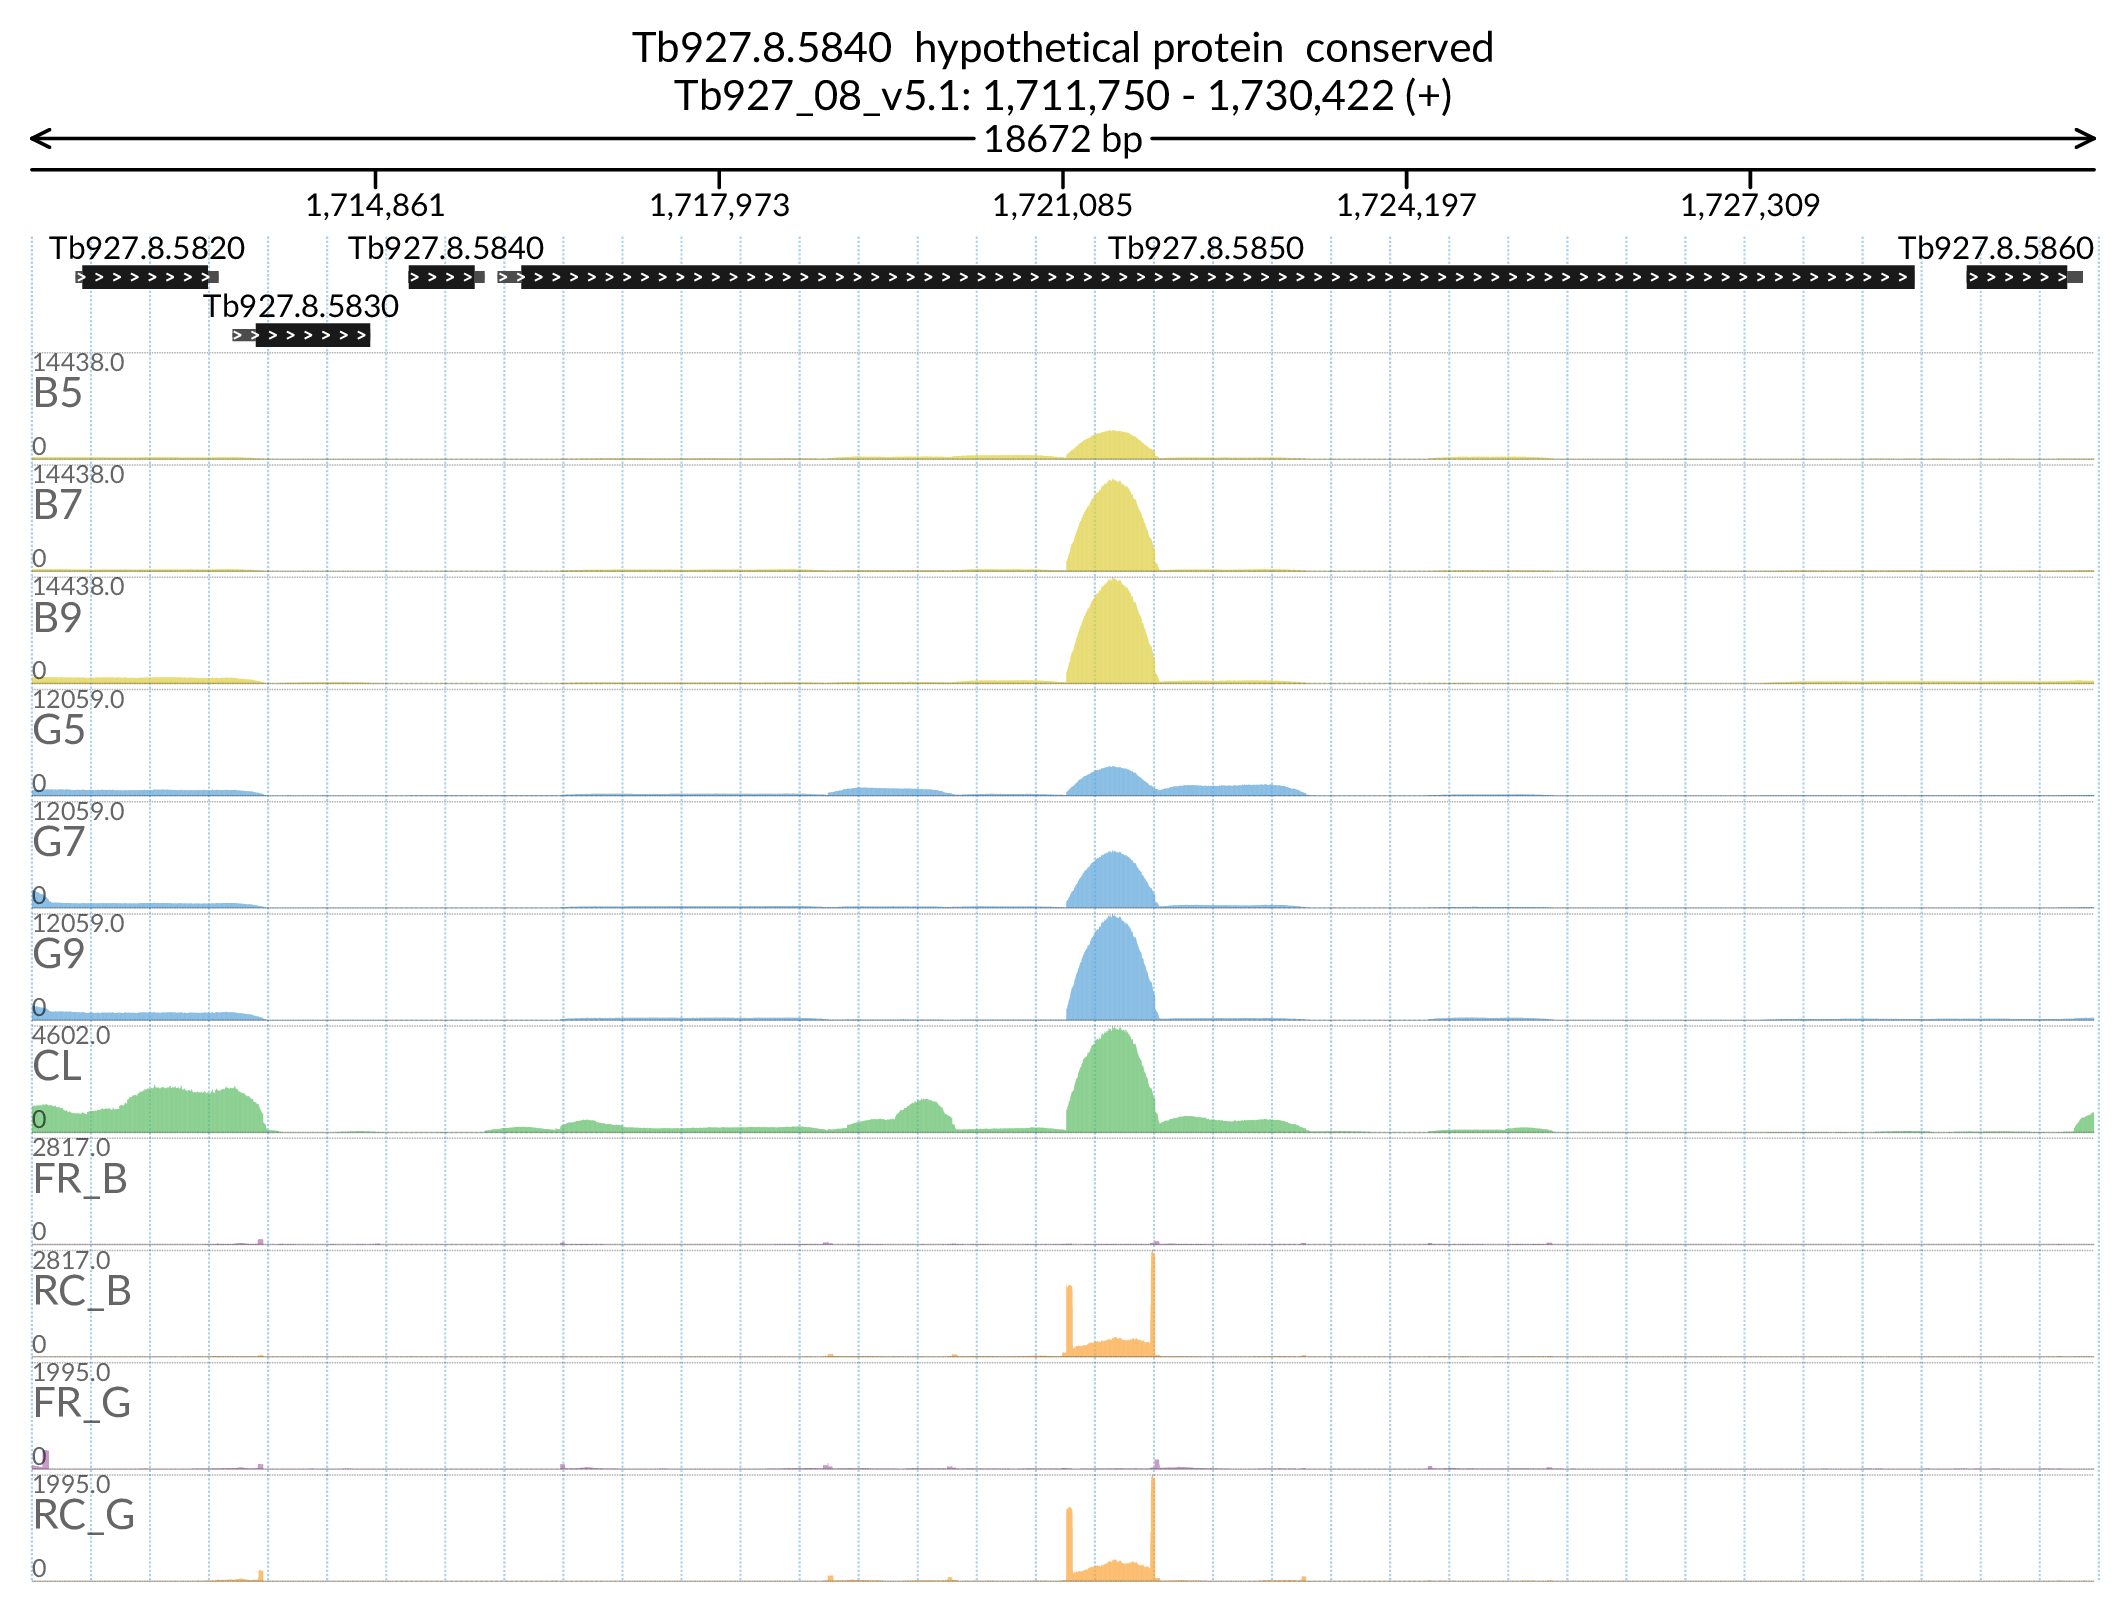 Tb927.8.5840  hypothetical protein  conserved
Tb927_08_v5.1: 1,711,750 - 1,730,422 (+)
18672 bp
1,714,861 1,717,973 1,721,085 1,724,197 1,727,309
Tb927.8.5820 Tb927.8.5840 Tb927.8.5850 Tb927.8.5860
Tb927.8.5830
14438.0
B5
0
14438.0
B7
0
14438.0
B9
0
12059.0
G5
0
12059.0
G7
0
12059.0
G9
0
4602.0
CL
0
2817.0
FR_B
0
2817.0
RC_B
0
1995.0
FR_G
0
1995.0
RC_G
0